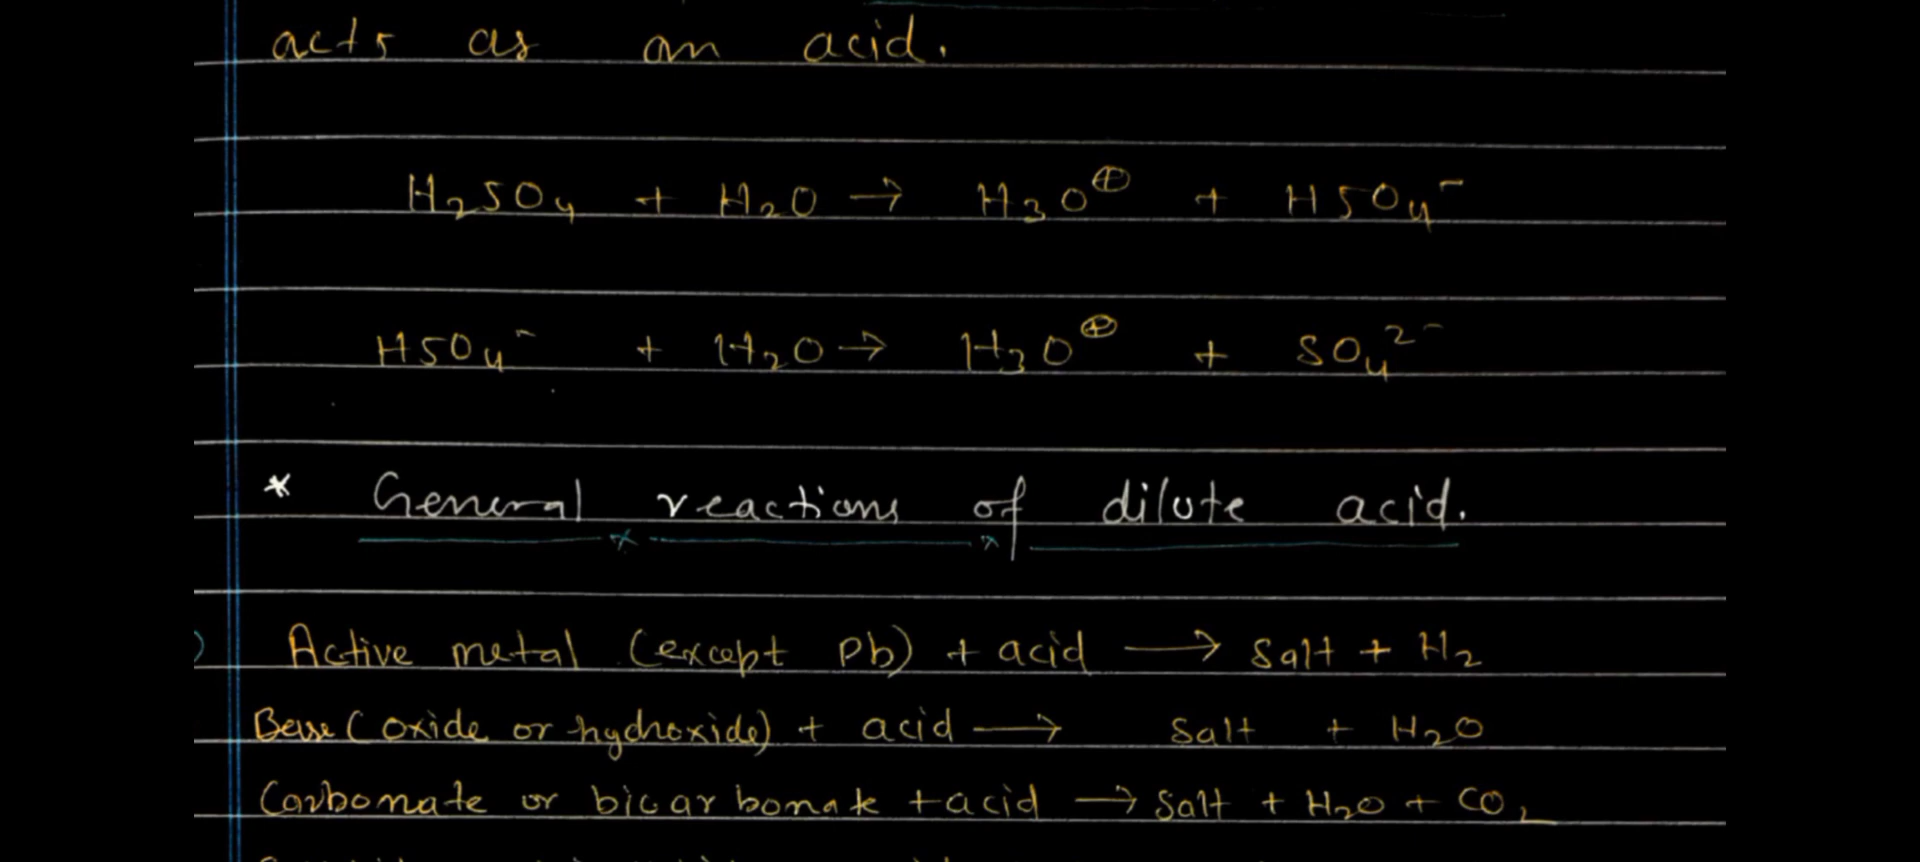 acts as an acid.
H₂SO₄ + H₂O → H₃O⊕ + HSO₄⁻
HSO₄⁻ + H₂O → H₃O⊕ + SO₄²⁻
* General reactions of dilute acid.
) Active metal (except Pb) + acid → Salt + H₂
Base (oxide or hydroxide) + acid → Salt + H₂O
Carbonate or bicarbonate + acid → Salt + H₂O + CO₂